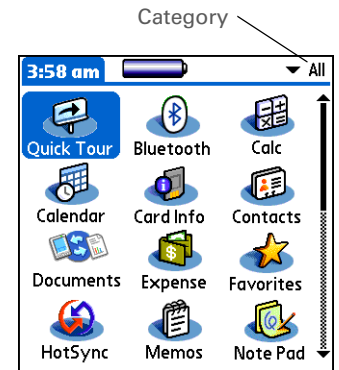 Category
3:58 am All
Quick Tour Bluetooth Calc
Calendar Card Info Contacts
Documents Expense Favorites
HotSync Memos Note Pad